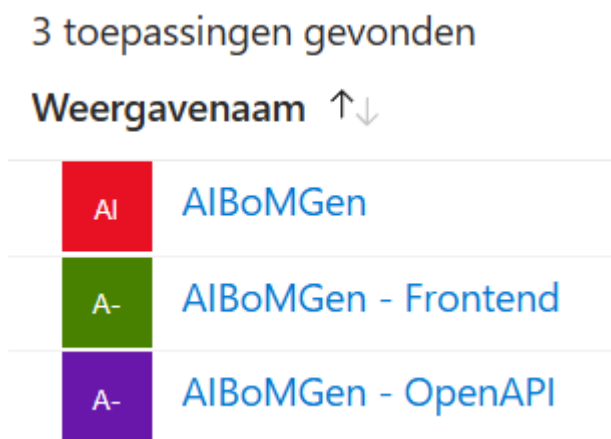 3 toepassingen gevonden
Weergavenaam ↑↓
AI AIBoMGen
A- AIBoMGen - Frontend
A- AIBoMGen - OpenAPI